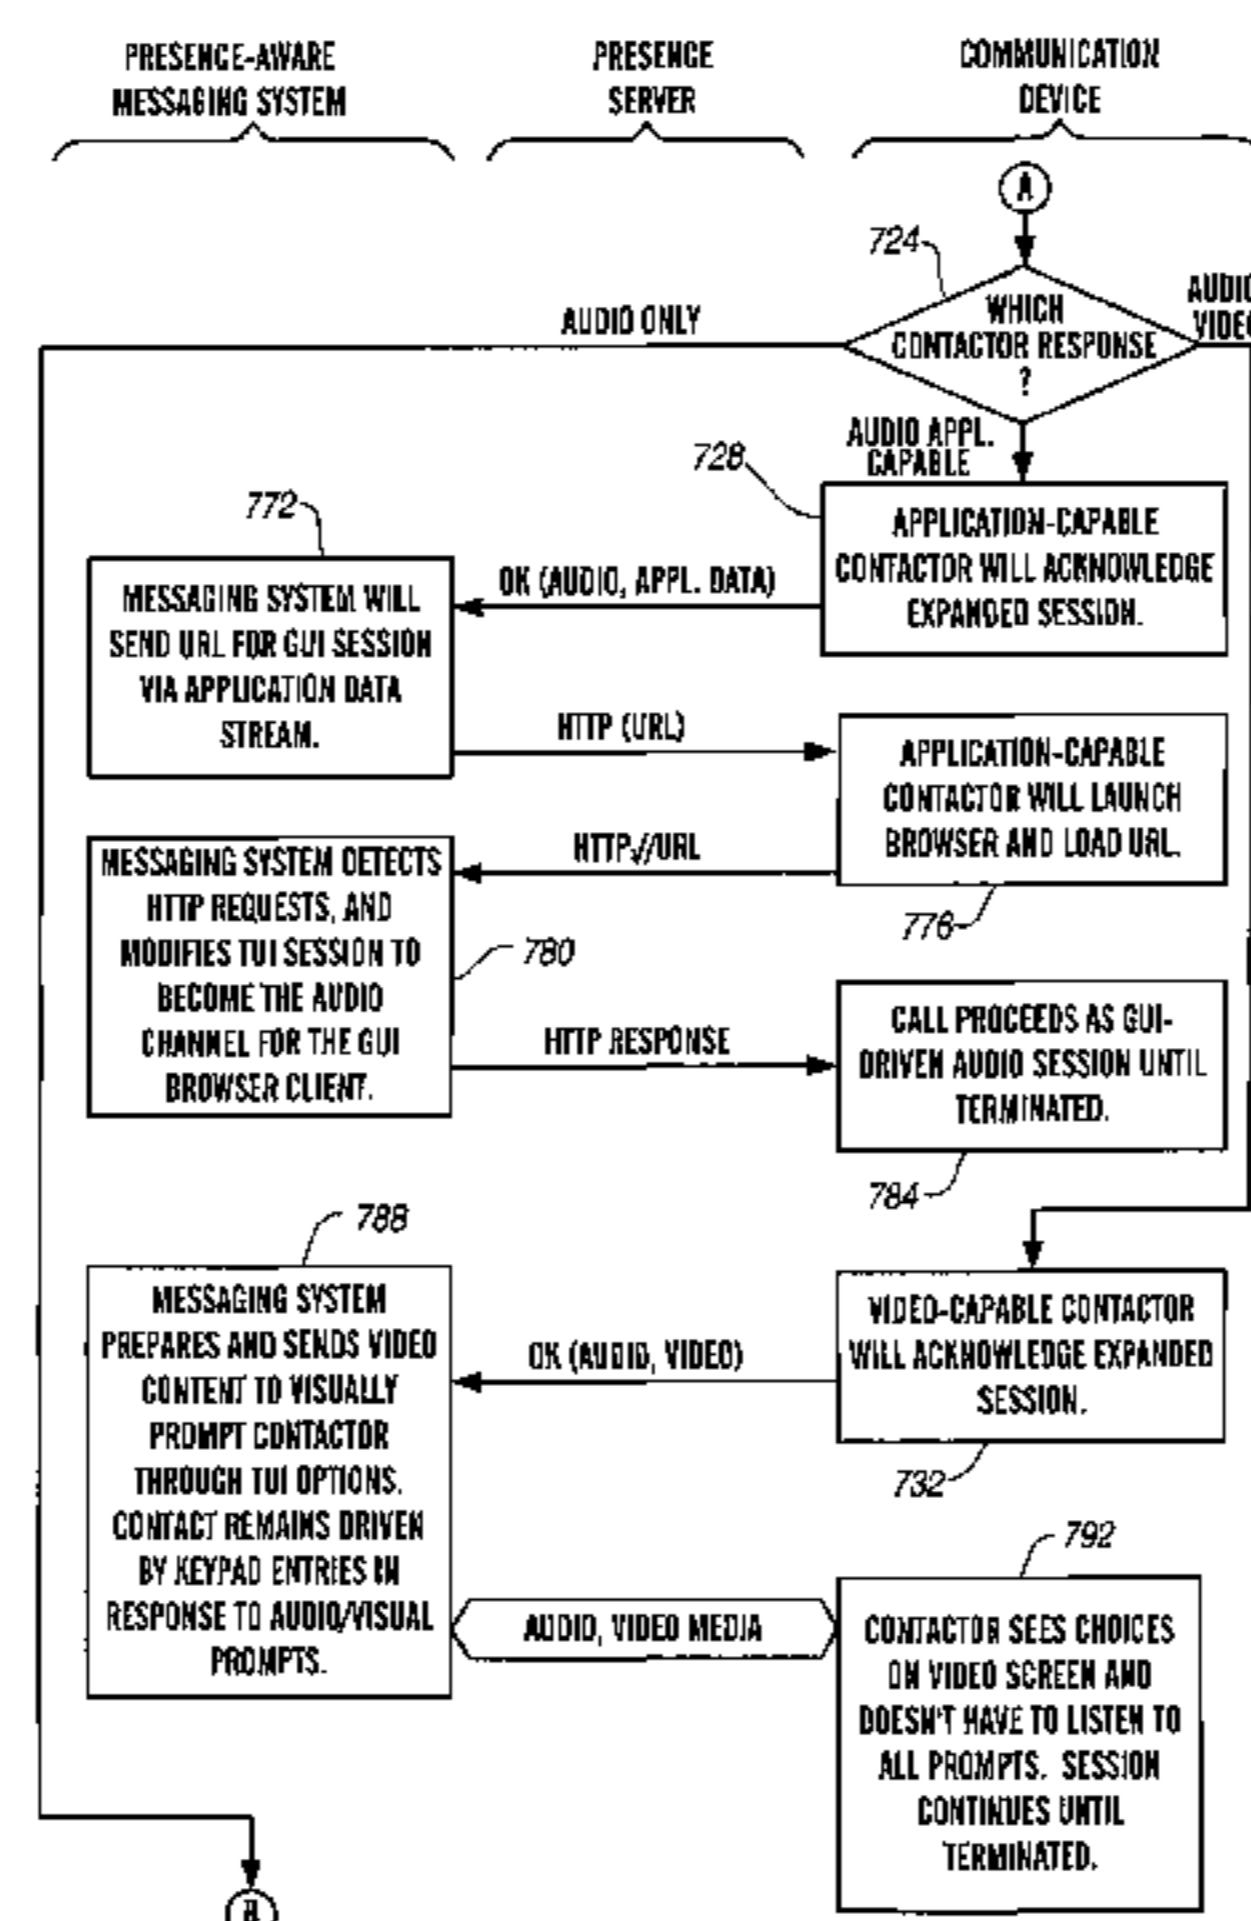 PRESENCE-AWARE
MESSAGING SYSTEM
PRESENCE
SERVER
COMMUNICATION
DEVICE
A
724
WHICH
CONTACTOR RESPONSE
?
AUDIO ONLY
AUDIO
VIDEO
AUDIO APPL.
CAPABLE
728
APPLICATION-CAPABLE
CONTACTOR WILL ACKNOWLEDGE
EXPANDED SESSION.
772
OK (AUDIO, APPL. DATA)
MESSAGING SYSTEM WILL
SEND URL FOR GUI SESSION
VIA APPLICATION DATA
STREAM.
HTTP (URL)
APPLICATION-CAPABLE
CONTACTOR WILL LAUNCH
BROWSER AND LOAD URL.
776
HTTP://URL
MESSAGING SYSTEM DETECTS
HTTP REQUESTS, AND
MODIFIES TUI SESSION TO
BECOME THE AUDIO
CHANNEL FOR THE GUI
BROWSER CLIENT.
780
HTTP RESPONSE
CALL PROCEEDS AS GUI-
DRIVEN AUDIO SESSION UNTIL
TERMINATED.
784
788
MESSAGING SYSTEM
PREPARES AND SENDS VIDEO
CONTENT TO VISUALLY
PROMPT CONTACTOR
THROUGH TUI OPTIONS.
CONTACT REMAINS DRIVEN
BY KEYPAD ENTRIES IN
RESPONSE TO AUDIO/VISUAL
PROMPTS.
OK (AUDIO, VIDEO)
VIDEO-CAPABLE CONTACTOR
WILL ACKNOWLEDGE EXPANDED
SESSION.
732
792
AUDIO, VIDEO MEDIA
CONTACTOR SEES CHOICES
ON VIDEO SCREEN AND
DOESN'T HAVE TO LISTEN TO
ALL PROMPTS. SESSION
CONTINUES UNTIL
TERMINATED.